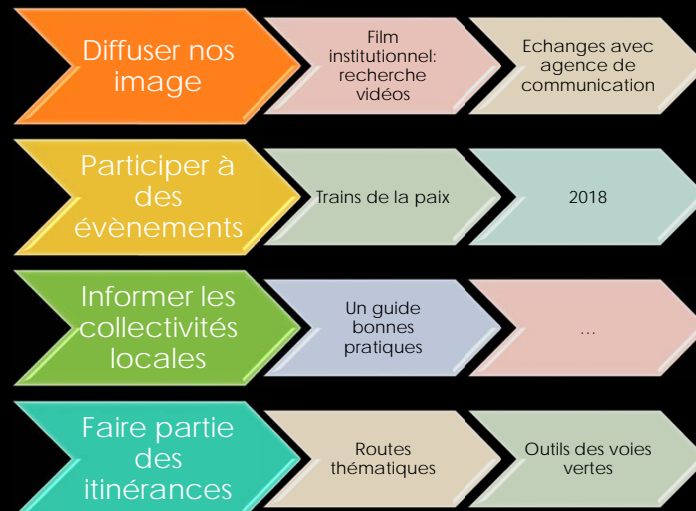 Diffuser nos
image
Film
institutionnel:
recherche
vidéos
Echanges avec
agence de
communication
Participer à
des
évènements
Trains de la paix
2018
Informer les
collectivités
locales
Un guide
bonnes
pratiques
...
Faire partie
des
itinérances
Routes
thématiques
Outils des voies
vertes